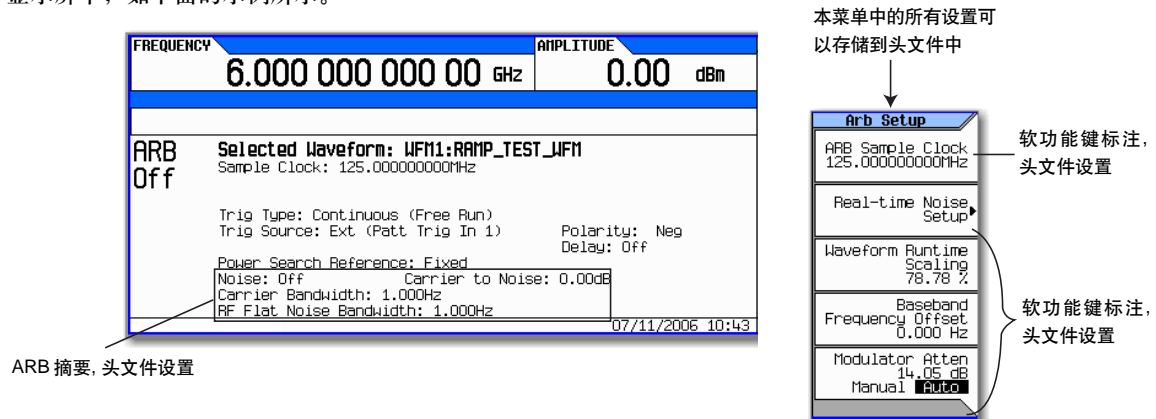 显示屏中，如下面的示例所示。
本菜单中的所有设置可
以存储到头文件中
FREQUENCY
AMPLITUDE
6.000 000 000 00 GHz
0.00 dBm
ARB
Off
Selected Waveform: WFM1:RAMP_TEST_WFM
Sample Clock: 125.000000000MHz
Trig Type: Continuous (Free Run)
Trig Source: Ext (Patt Trig In 1)
Polarity: Neg
Delay: Off
Power Search Reference: Fixed
Noise: Off Carrier to Noise: 0.00dB
Carrier Bandwidth: 1.000Hz
RF Flat Noise Bandwidth: 1.000Hz
07/11/2006 10:43
ARB 摘要, 头文件设置
Arb Setup
ARB Sample Clock
125.000000000MHz
Real-time Noise
Setup
Waveform Runtime
Scaling
78.78 %
Baseband
Frequency Offset
0.000 Hz
Modulator Atten
14.05 dB
Manual Auto
软功能键标注,
头文件设置
软功能键标注,
头文件设置